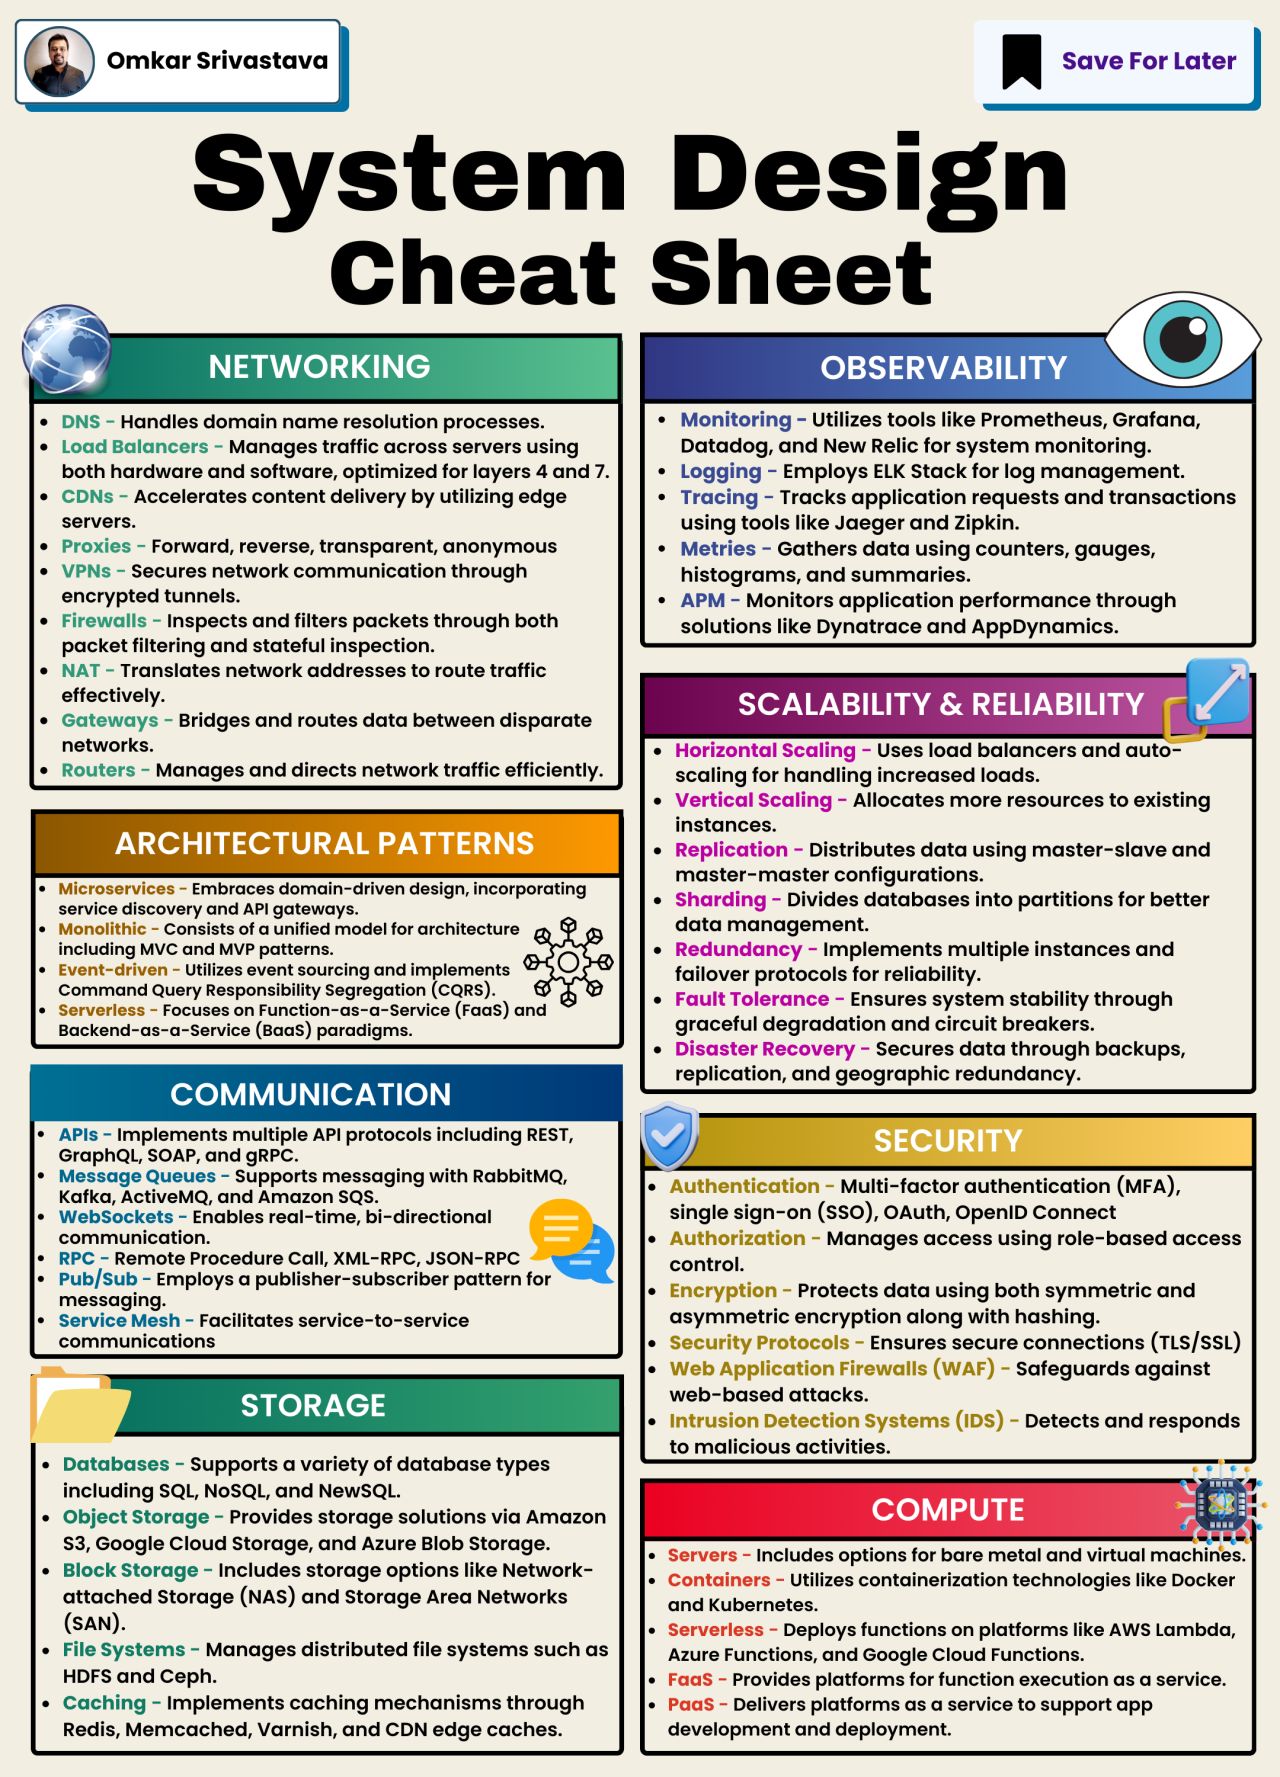 Omkar Srivastava
Save For Later
System Design
Cheat Sheet
NETWORKING
• DNS - Handles domain name resolution processes.
• Load Balancers - Manages traffic across servers using
both hardware and software, optimized for layers 4 and 7.
• CDNs - Accelerates content delivery by utilizing edge
servers.
• Proxies - Forward, reverse, transparent, anonymous
• VPNs - Secures network communication through
encrypted tunnels.
• Firewalls - Inspects and filters packets through both
packet filtering and stateful inspection.
• NAT - Translates network addresses to route traffic
effectively.
• Gateways - Bridges and routes data between disparate
networks.
• Routers - Manages and directs network traffic efficiently.
ARCHITECTURAL PATTERNS
• Microservices - Embraces domain-driven design, incorporating
service discovery and API gateways.
• Monolithic - Consists of a unified model for architecture
including MVC and MVP patterns.
• Event-driven - Utilizes event sourcing and implements
Command Query Responsibility Segregation (CQRS).
• Serverless - Focuses on Function-as-a-Service (FaaS) and
Backend-as-a-Service (BaaS) paradigms.
COMMUNICATION
• APIs - Implements multiple API protocols including REST,
GraphQL, SOAP, and gRPC.
• Message Queues - Supports messaging with RabbitMQ,
Kafka, ActiveMQ, and Amazon SQS.
• WebSockets - Enables real-time, bi-directional
communication.
• RPC - Remote Procedure Call, XML-RPC, JSON-RPC
• Pub/Sub - Employs a publisher-subscriber pattern for
messaging.
• Service Mesh - Facilitates service-to-service
communications
STORAGE
• Databases - Supports a variety of database types
including SQL, NoSQL, and NewSQL.
• Object Storage - Provides storage solutions via Amazon
S3, Google Cloud Storage, and Azure Blob Storage.
• Block Storage - Includes storage options like Network-
attached Storage (NAS) and Storage Area Networks
(SAN).
• File Systems - Manages distributed file systems such as
HDFS and Ceph.
• Caching - Implements caching mechanisms through
Redis, Memcached, Varnish, and CDN edge caches.
OBSERVABILITY
• Monitoring - Utilizes tools like Prometheus, Grafana,
Datadog, and New Relic for system monitoring.
• Logging - Employs ELK Stack for log management.
• Tracing - Tracks application requests and transactions
using tools like Jaeger and Zipkin.
• Metries - Gathers data using counters, gauges,
histograms, and summaries.
• APM - Monitors application performance through
solutions like Dynatrace and AppDynamics.
SCALABILITY & RELIABILITY
• Horizontal Scaling - Uses load balancers and auto-
scaling for handling increased loads.
• Vertical Scaling - Allocates more resources to existing
instances.
• Replication - Distributes data using master-slave and
master-master configurations.
• Sharding - Divides databases into partitions for better
data management.
• Redundancy - Implements multiple instances and
failover protocols for reliability.
• Fault Tolerance - Ensures system stability through
graceful degradation and circuit breakers.
• Disaster Recovery - Secures data through backups,
replication, and geographic redundancy.
SECURITY
• Authentication - Multi-factor authentication (MFA),
single sign-on (SSO), OAuth, OpenID Connect
• Authorization - Manages access using role-based access
control.
• Encryption - Protects data using both symmetric and
asymmetric encryption along with hashing.
• Security Protocols - Ensures secure connections (TLS/SSL)
• Web Application Firewalls (WAF) - Safeguards against
web-based attacks.
• Intrusion Detection Systems (IDS) - Detects and responds
to malicious activities.
COMPUTE
• Servers - Includes options for bare metal and virtual machines.
• Containers - Utilizes containerization technologies like Docker
and Kubernetes.
• Serverless - Deploys functions on platforms like AWS Lambda,
Azure Functions, and Google Cloud Functions.
• FaaS - Provides platforms for function execution as a service.
• PaaS - Delivers platforms as a service to support app
development and deployment.